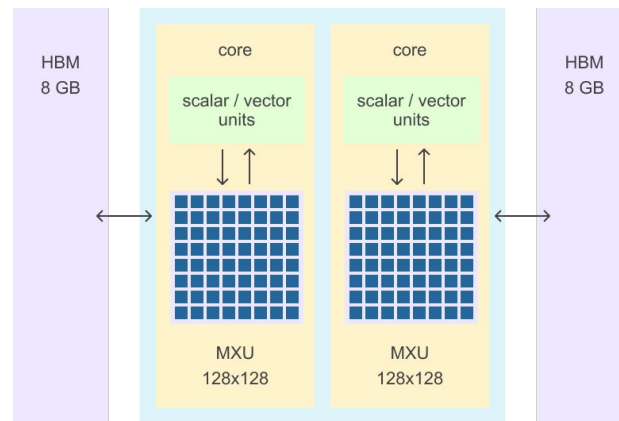 HBM
8 GB
core
scalar / vector
units
MXU
128x128
core
scalar / vector
units
MXU
128x128
HBM
8 GB